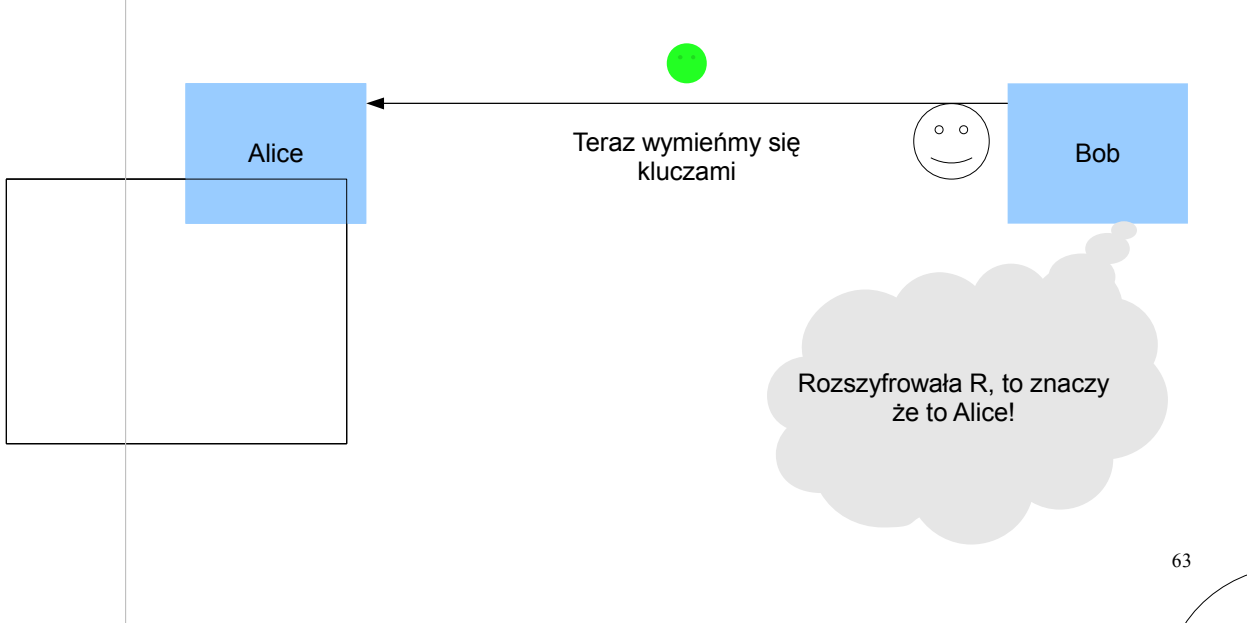 Alice
Teraz wymieńmy się
kluczami
Bob
Rozszyfrowała R, to znaczy
że to Alice!
63